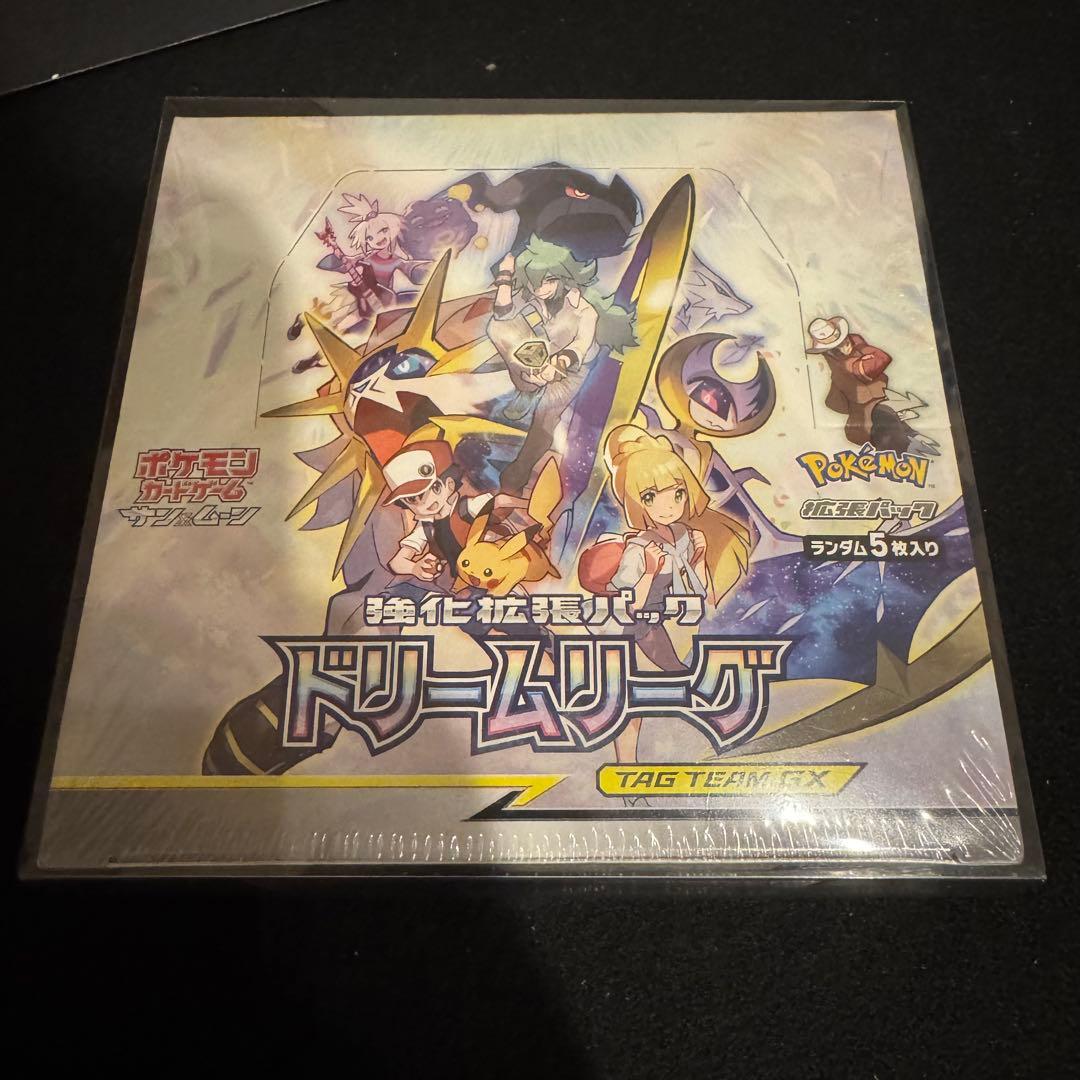 ポケモン
カードゲーム
サン&ムーン
POKÉMON
TM
拡張パック
ランダム5枚入り
強化拡張パック
ドリームリーグ
TAG TEAM GX